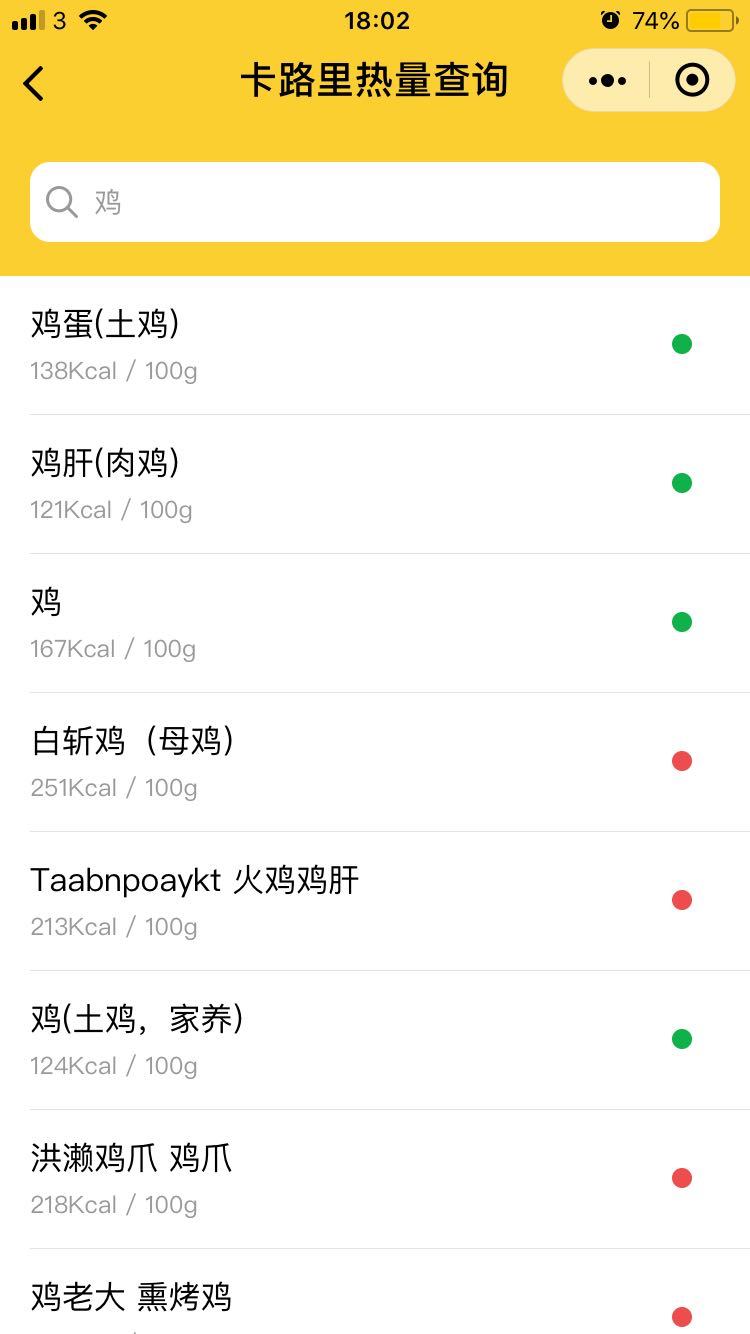 3
18:02
74%
卡路里热量查询
鸡
鸡蛋(土鸡)
138Kcal / 100g
鸡肝(肉鸡)
121Kcal / 100g
鸡
167Kcal / 100g
白斩鸡（母鸡）
251Kcal / 100g
Taabnpoaykt 火鸡鸡肝
213Kcal / 100g
鸡(土鸡，家养)
124Kcal / 100g
洪濑鸡爪 鸡爪
218Kcal / 100g
鸡老大 熏烤鸡